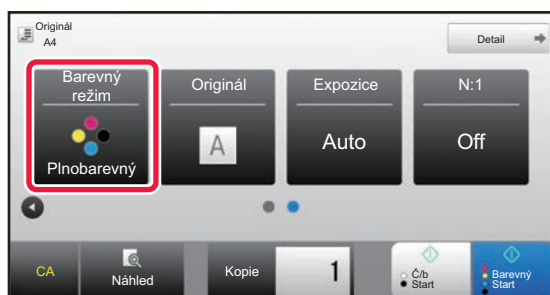 Originál
A4
Detail
Barevný
režim
Plnobarevný
Originál
A
Expozice
Auto
N:1
Off
CA
Náhled
Kopie
1
Č/b
Start
Barevný
Start